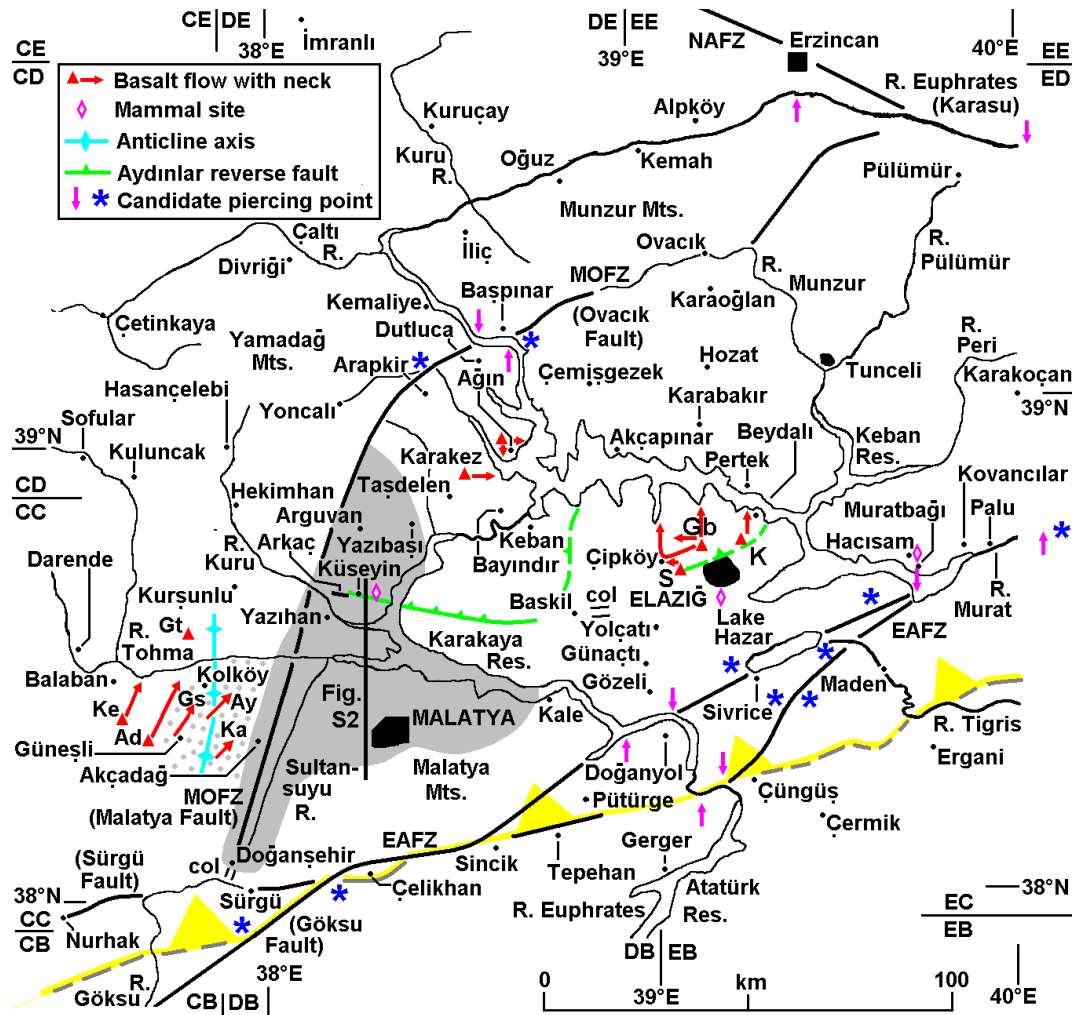 CE DE
38°E
İmranlı
DE EE
39°E
NAFZ
Erzincan
40°E
CE
CD
EE
ED
Basalt flow with neck
Mammal site
Anticline axis
Aydınlar reverse fault
Candidate piercing point
Kuruçay
Alpköy
R. Euphrates
(Karasu)
Kuru
R.
Oğuz
Kemah
Pülümür
Munzur Mts.
Çaltı
R.
Divriği
İliç
Ovacık
R.
Munzur
R.
Pülümür
MOFZ
Kemaliye
Başpınar
Karaoğlan
Çetinkaya
Dutluca
(Ovacık
Fault)
Yamadağ
Mts.
Arapkir
Hozat
R.
Peri
Tunceli
Ağın
Çemişgezek
Karakoçan
Hasançelebi
Yoncalı
Karabakır
39°N
Sofular
39°N
Akçapınar
Beydalı
Keban
Res.
Kuluncak
Karakez
Pertek
Kovancılar
CD
CC
Taşdelen
Hekimhan
Muratbağı
Palu
Arguvan
Gb
Darende
Arkaç
Yazıbaşı
Keban
Hacısam
R.
Kuru
Küseyin
Bayındır
Çipköy
S
K
Kurşunlu
Baskil
col
ELAZIĞ
R.
Murat
Gt
Yazıhan
Lake
Hazar
EAFZ
R.
Tohma
Karakaya
Res.
Yolçatı
Günaçtı
Balaban
Kolköy
Gözeli
Maden
Ke
Gs
Ay
Fig.
S2
Ad
Ka
MALATYA
Kale
Sivrice
R. Tigris
Güneşli
Ergani
Akçadağ
Sultan-
suyu
R.
Malatya
Mts.
Doğanyol
MOFZ
(Malatya Fault)
Pütürge
Çüngüş
Çermik
(Sürgü
Fault)
col
Doğanşehir
EAFZ
Sincik
Gerger
Tepehan
38°N
Çelikhan
Atatürk
Res.
38°N
CC
CB
Nurhak
Sürgü
(Göksu
Fault)
R. Euphrates
EC
EB
R.
Göksu
38°E
CB DB
DB EB
39°E
0 km 100
40°E